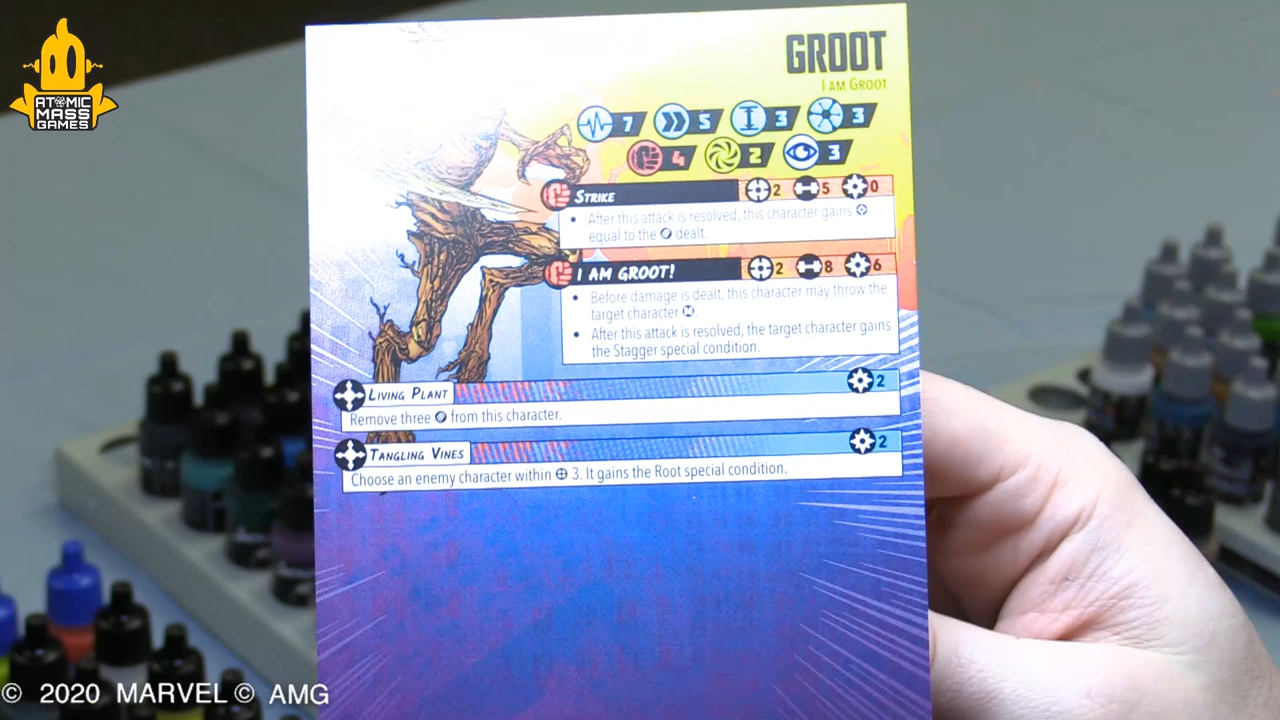 ATOMIC
MASS
GAMES
GROOT
I AM GROOT
7 5 3 3
4 2 3
STRIKE 2 5 0
• After this attack is resolved, this character gains
equal to the dealt.
I AM GROOT! 2 8 6
• Before damage is dealt, this character may throw the
target character M.
• After this attack is resolved, the target character gains
the Stagger special condition.
LIVING PLANT 2
Remove three from this character.
TANGLING VINES 2
Choose an enemy character within 3. It gains the Root special condition.
© 2020 MARVEL © AMG